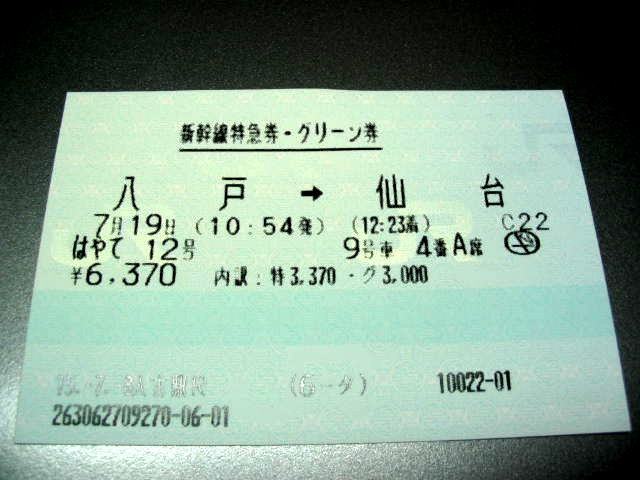 新幹線特急券・グリーン券
八戸→仙台
7月19日(10:54発) (12:23着) C22
はやて 12号 9号車 4番A席
¥6,370 内訳:特3,370・グ3,000
(6-タ) 10022-01
263062709270-06-01